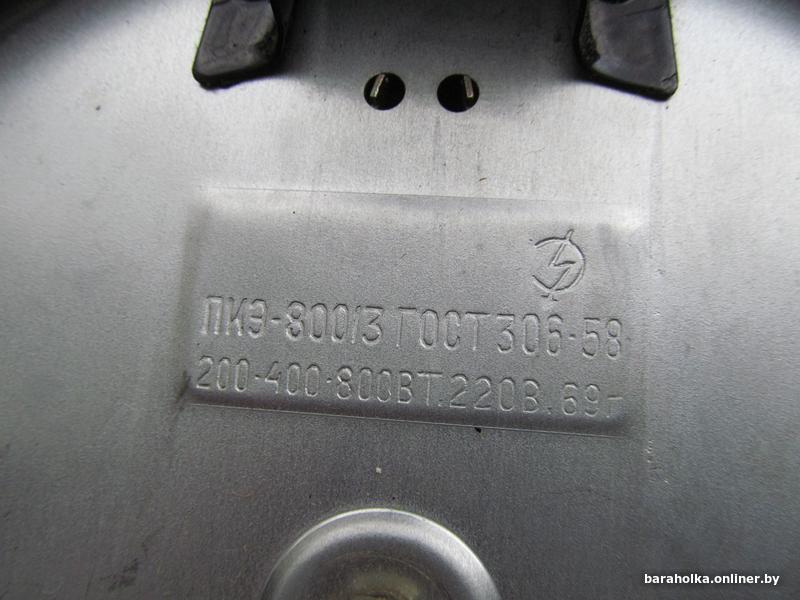 ПКЭ-800/3 ГОСТ 306-58
200-400-800ВТ. 220В. 69г
baraholka.onliner.by